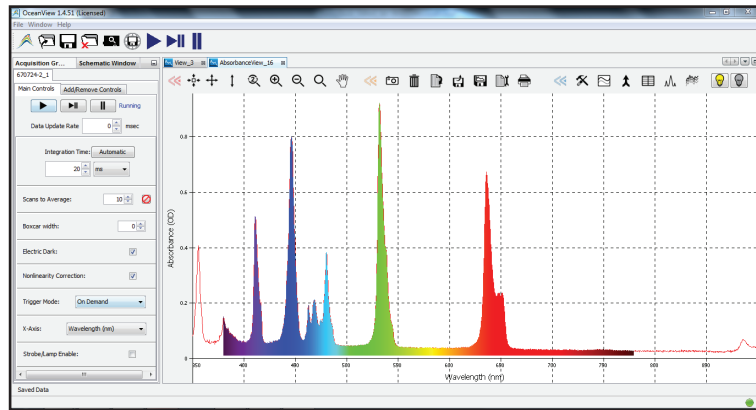 OceanView 1.4.51 (Licensed)
File Window Help
Acquisition Gr... Schematic Window
View_3 AbsorbanceView_16
670724-2_1
Main Controls Add/Remove Controls
Running
Data Update Rate 0 msec
Integration Time: Automatic
20 ms
Scans to Average: 10
Boxcar width: 0
Electric Dark:
Nonlinearity Correction:
Trigger Mode: On Demand
X-Axis: Wavelength (nm)
Strobe/Lamp Enable:
Absorbance (OD)
0.8
0.6
0.4
0.2
0
350 400 450 500 550 600 650 700 750 800 850
Wavelength (nm)
Saved Data